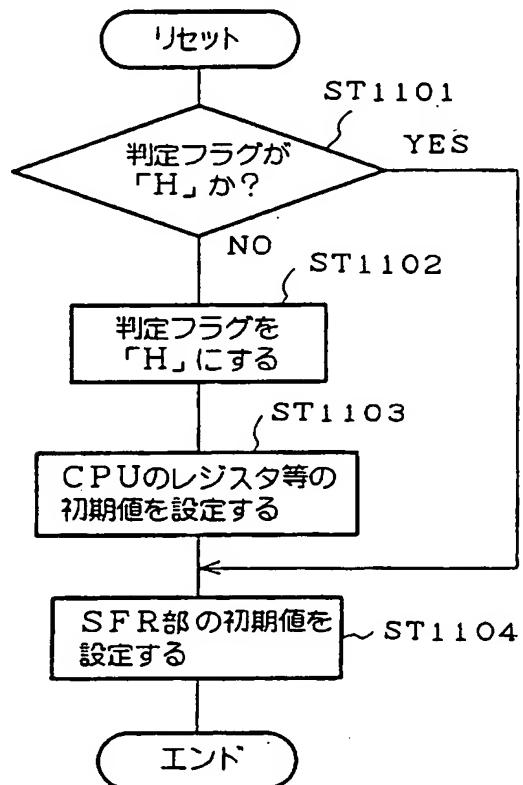 リセット
ST1101
判定フラグが
「H」か?
YES
NO
ST1102
判定フラグを
「H」にする
ST1103
CPUのレジスタ等の
初期値を設定する
SFR部の初期値を
設定する
ST1104
エンド